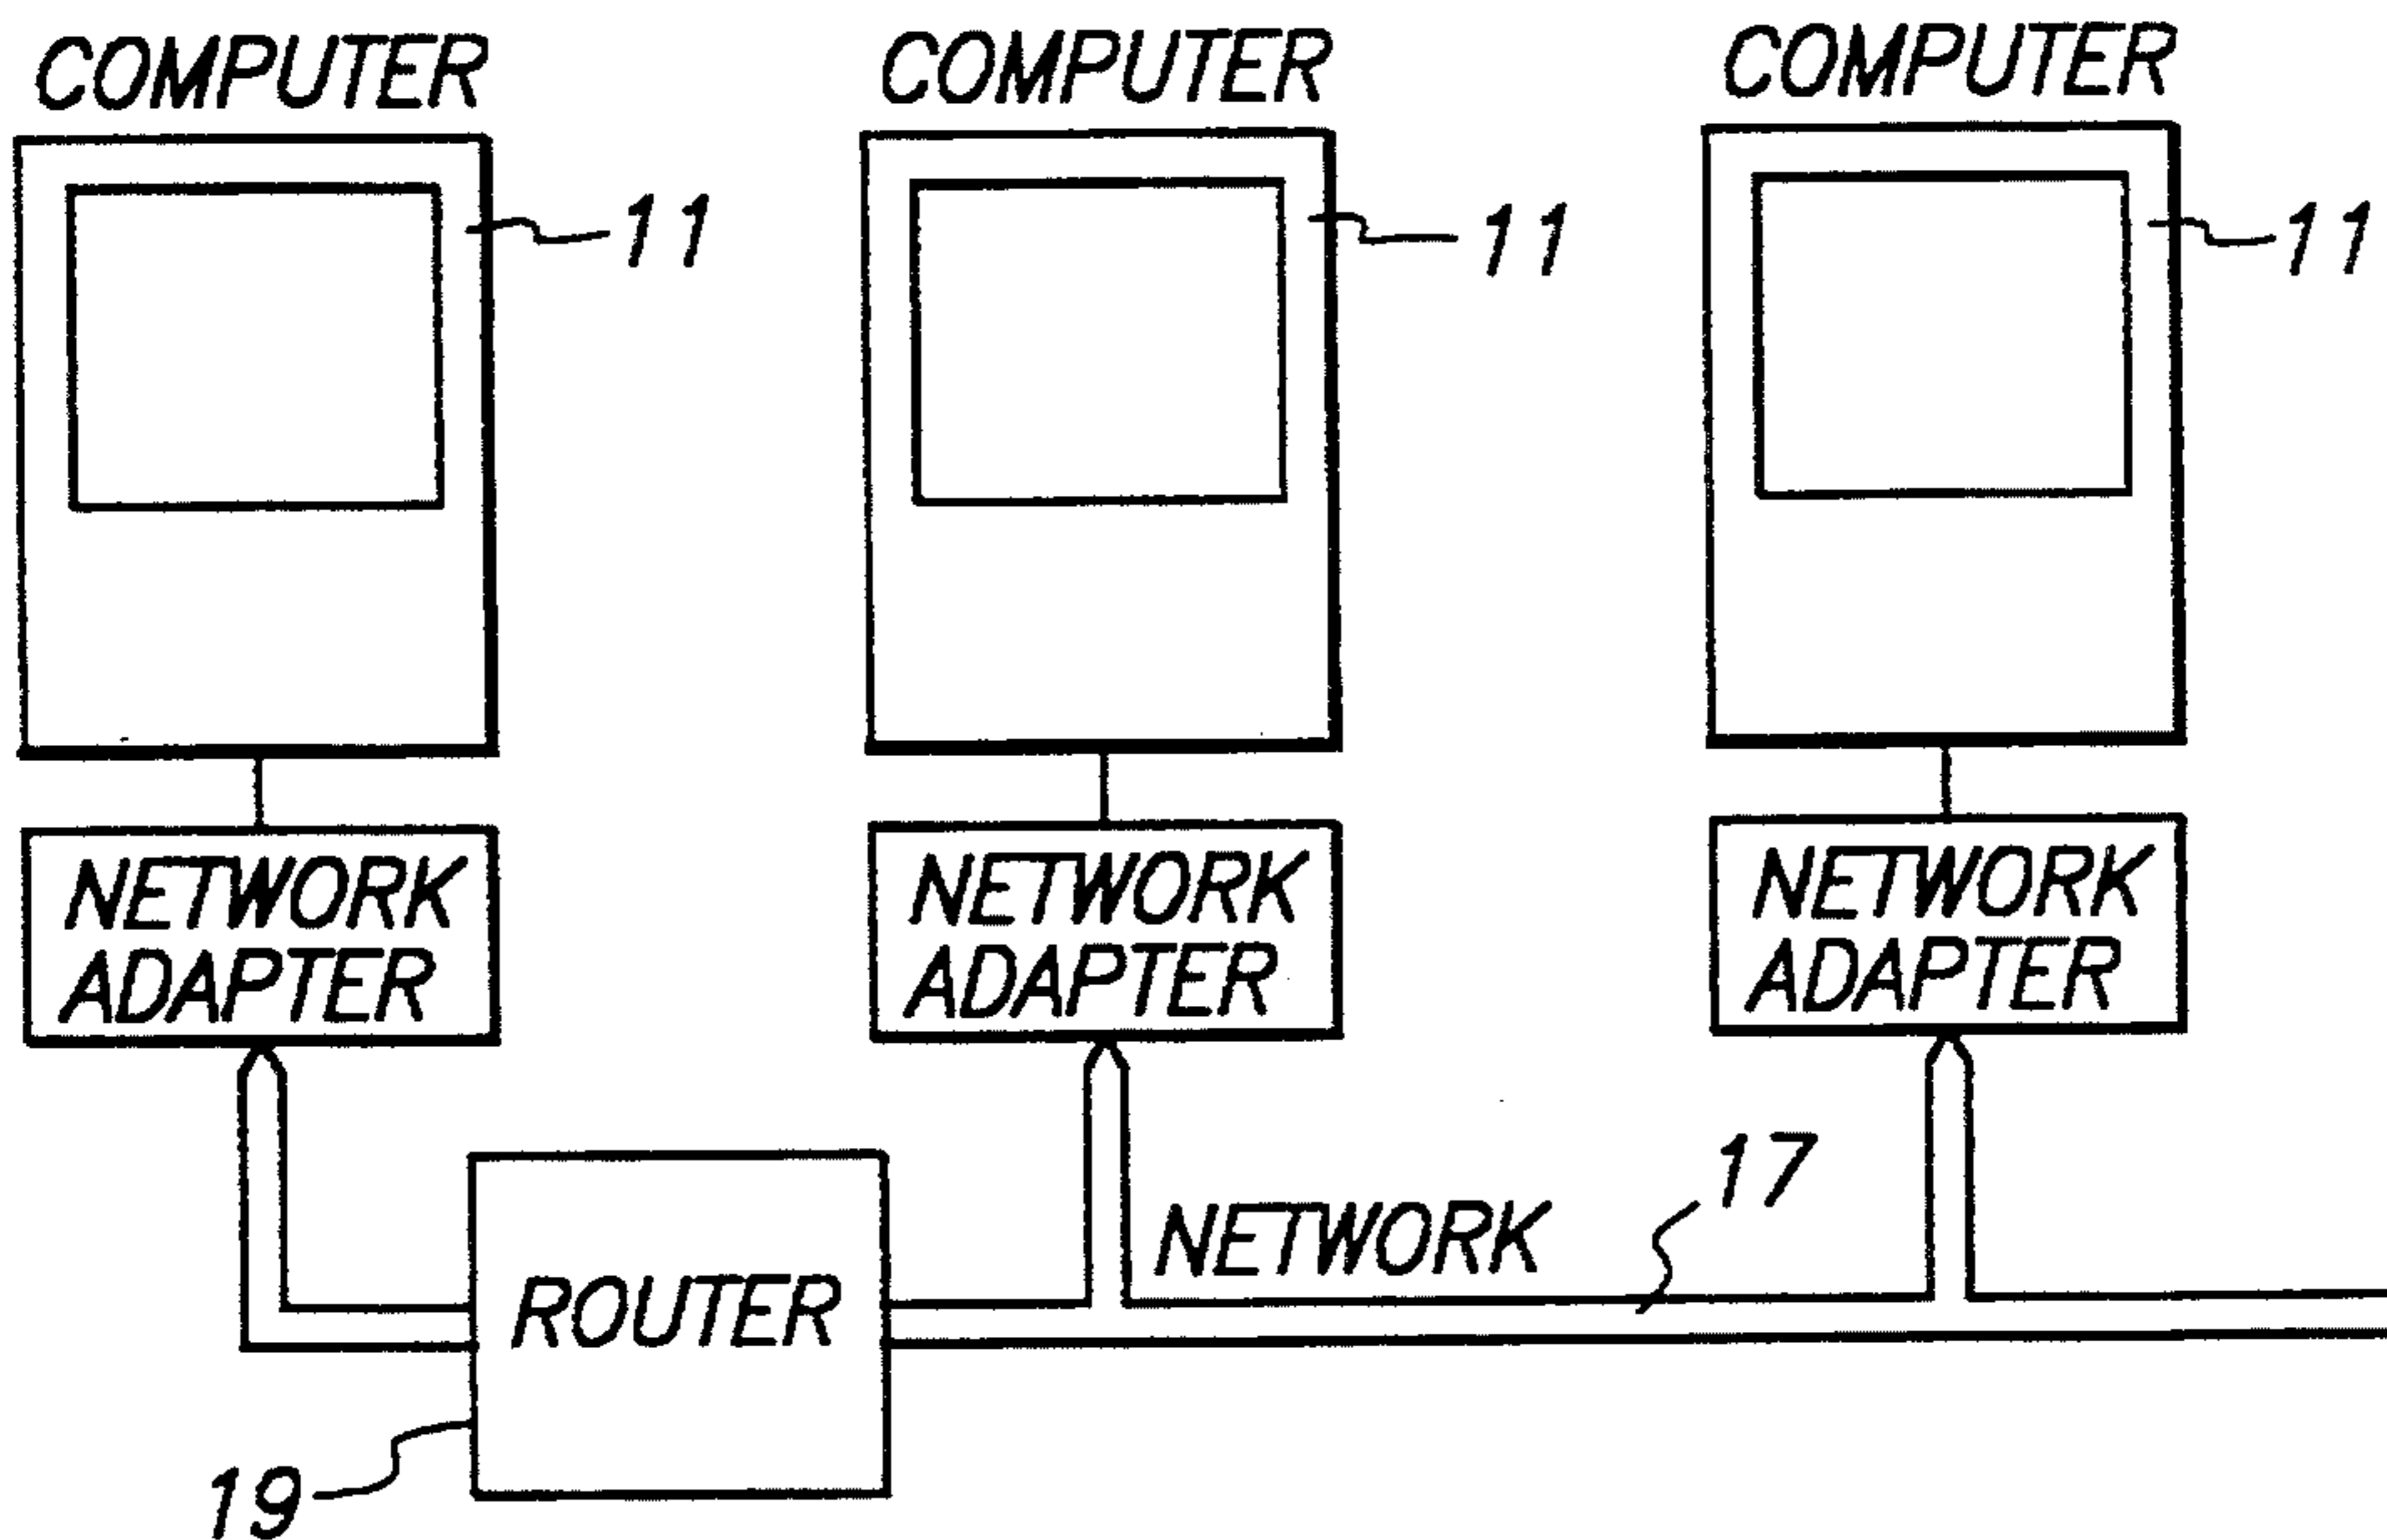 COMPUTER COMPUTER COMPUTER
11 11 11
NETWORK NETWORK NETWORK
ADAPTER ADAPTER ADAPTER
17
NETWORK
ROUTER
19